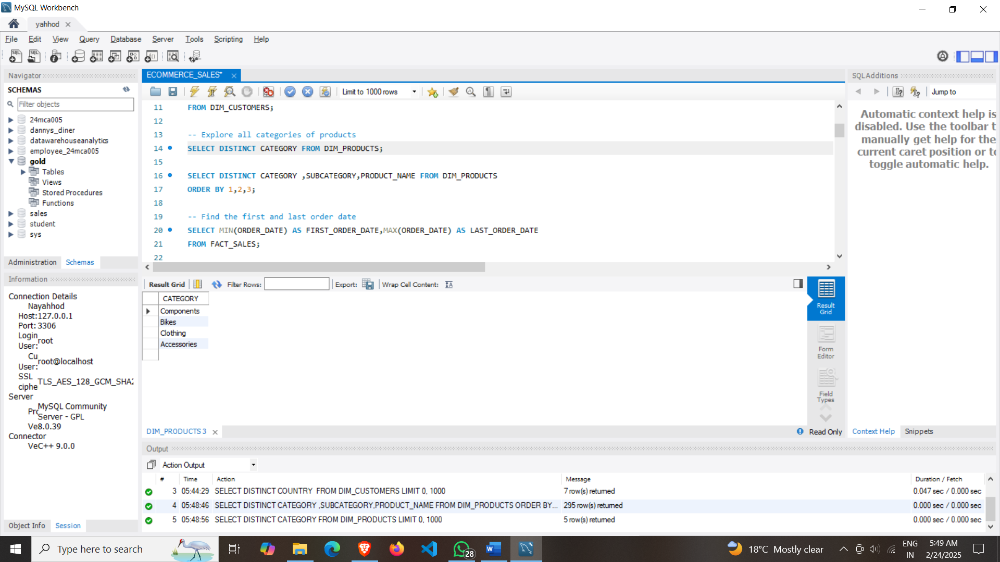 MySQL Workbench
yahhod
File Edit View Query Database Server Tools Scripting Help
Navigator
SCHEMAS
Filter objects
24mca005
dannys_diner
datawarehouseanalytics
employee_24mca005
gold
Tables
Views
Stored Procedures
Functions
sales
student
sys
Administration Schemas
Information
Connection Details
Nayahhod
Host:127.0.0.1
Port: 3306
Login User: root
Cu User: root@localhost
SSL ciphe TLS_AES_128_GCM_SHA2
Server
Prc MySQL Community Server - GPL
Ve8.0.39
Connector
VeC++ 9.0.0
Object Info Session
ECOMMERCE_SALES*
Limit to 1000 rows
11 FROM DIM_CUSTOMERS;
12
13 -- Explore all categories of products
14 SELECT DISTINCT CATEGORY FROM DIM_PRODUCTS;
15
16 SELECT DISTINCT CATEGORY ,SUBCATEGORY,PRODUCT_NAME FROM DIM_PRODUCTS
17 ORDER BY 1,2,3;
18
19 -- Find the first and last order date
20 SELECT MIN(ORDER_DATE) AS FIRST_ORDER_DATE,MAX(ORDER_DATE) AS LAST_ORDER_DATE
21 FROM FACT_SALES;
22
Result Grid Filter Rows: Export: Wrap Cell Content:
CATEGORY
Components
Bikes
Clothing
Accessories
Result Grid
Form Editor
Field Types
DIM_PRODUCTS 3
Read Only
SQLAdditions
Jump to
Automatic context help is
disabled. Use the toolbar t
manually get help for the
current caret position or to
toggle automatic help.
Context Help Snippets
Output
Action Output
# Time Action Message Duration / Fetch
3 05:44:29 SELECT DISTINCT COUNTRY FROM DIM_CUSTOMERS LIMIT 0, 1000 7 row(s) returned 0.047 sec / 0.000 sec
4 05:48:46 SELECT DISTINCT CATEGORY ,SUBCATEGORY,PRODUCT_NAME FROM DIM_PRODUCTS ORDER BY... 295 row(s) returned 0.000 sec / 0.000 sec
5 05:48:56 SELECT DISTINCT CATEGORY FROM DIM_PRODUCTS LIMIT 0, 1000 5 row(s) returned 0.000 sec / 0.000 sec
Type here to search
28
18°C Mostly clear
ENG
IN
5:49 AM
2/24/2025